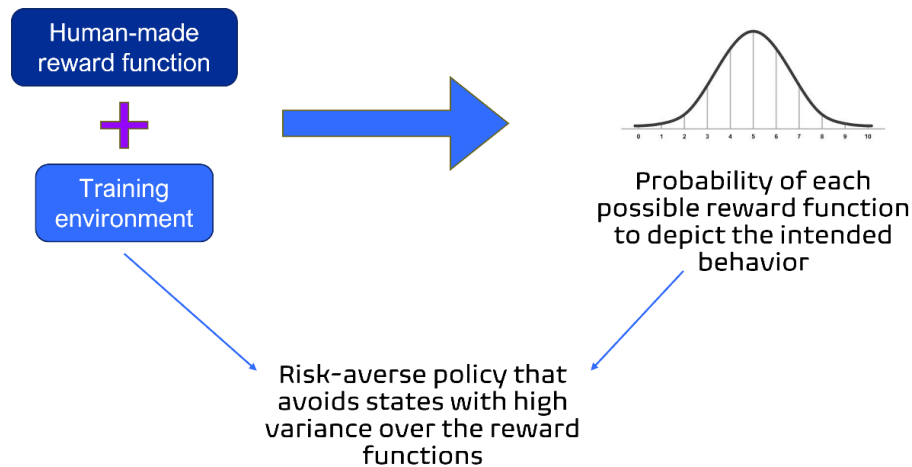 Human-made
reward function
Training
environment
0 1 2 3 4 5 6 7 8 9 10
Probability of each
possible reward function
to depict the intended
behavior
Risk-averse policy that
avoids states with high
variance over the reward
functions